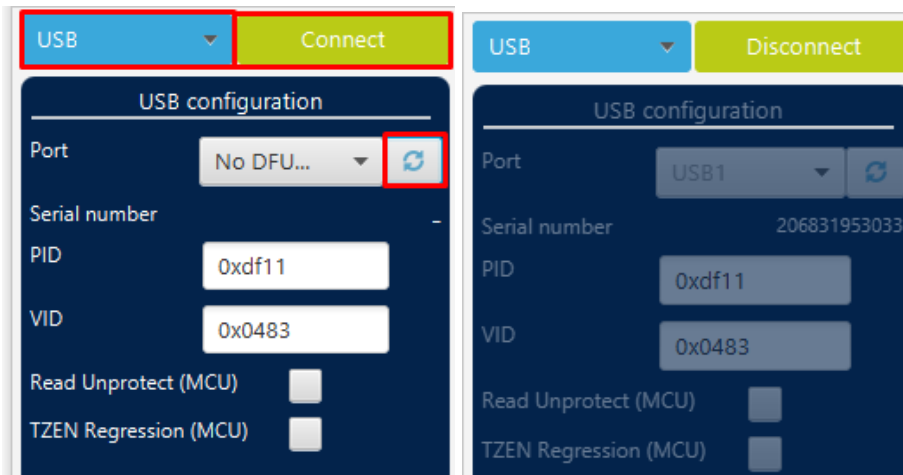 USB Connect
USB configuration
Port No DFU...
Serial number -
PID 0xdf11
VID 0x0483
Read Unprotect (MCU)
TZEN Regression (MCU)
USB Disconnect
USB configuration
Port USB1
Serial number 206831953033
PID 0xdf11
VID 0x0483
Read Unprotect (MCU)
TZEN Regression (MCU)